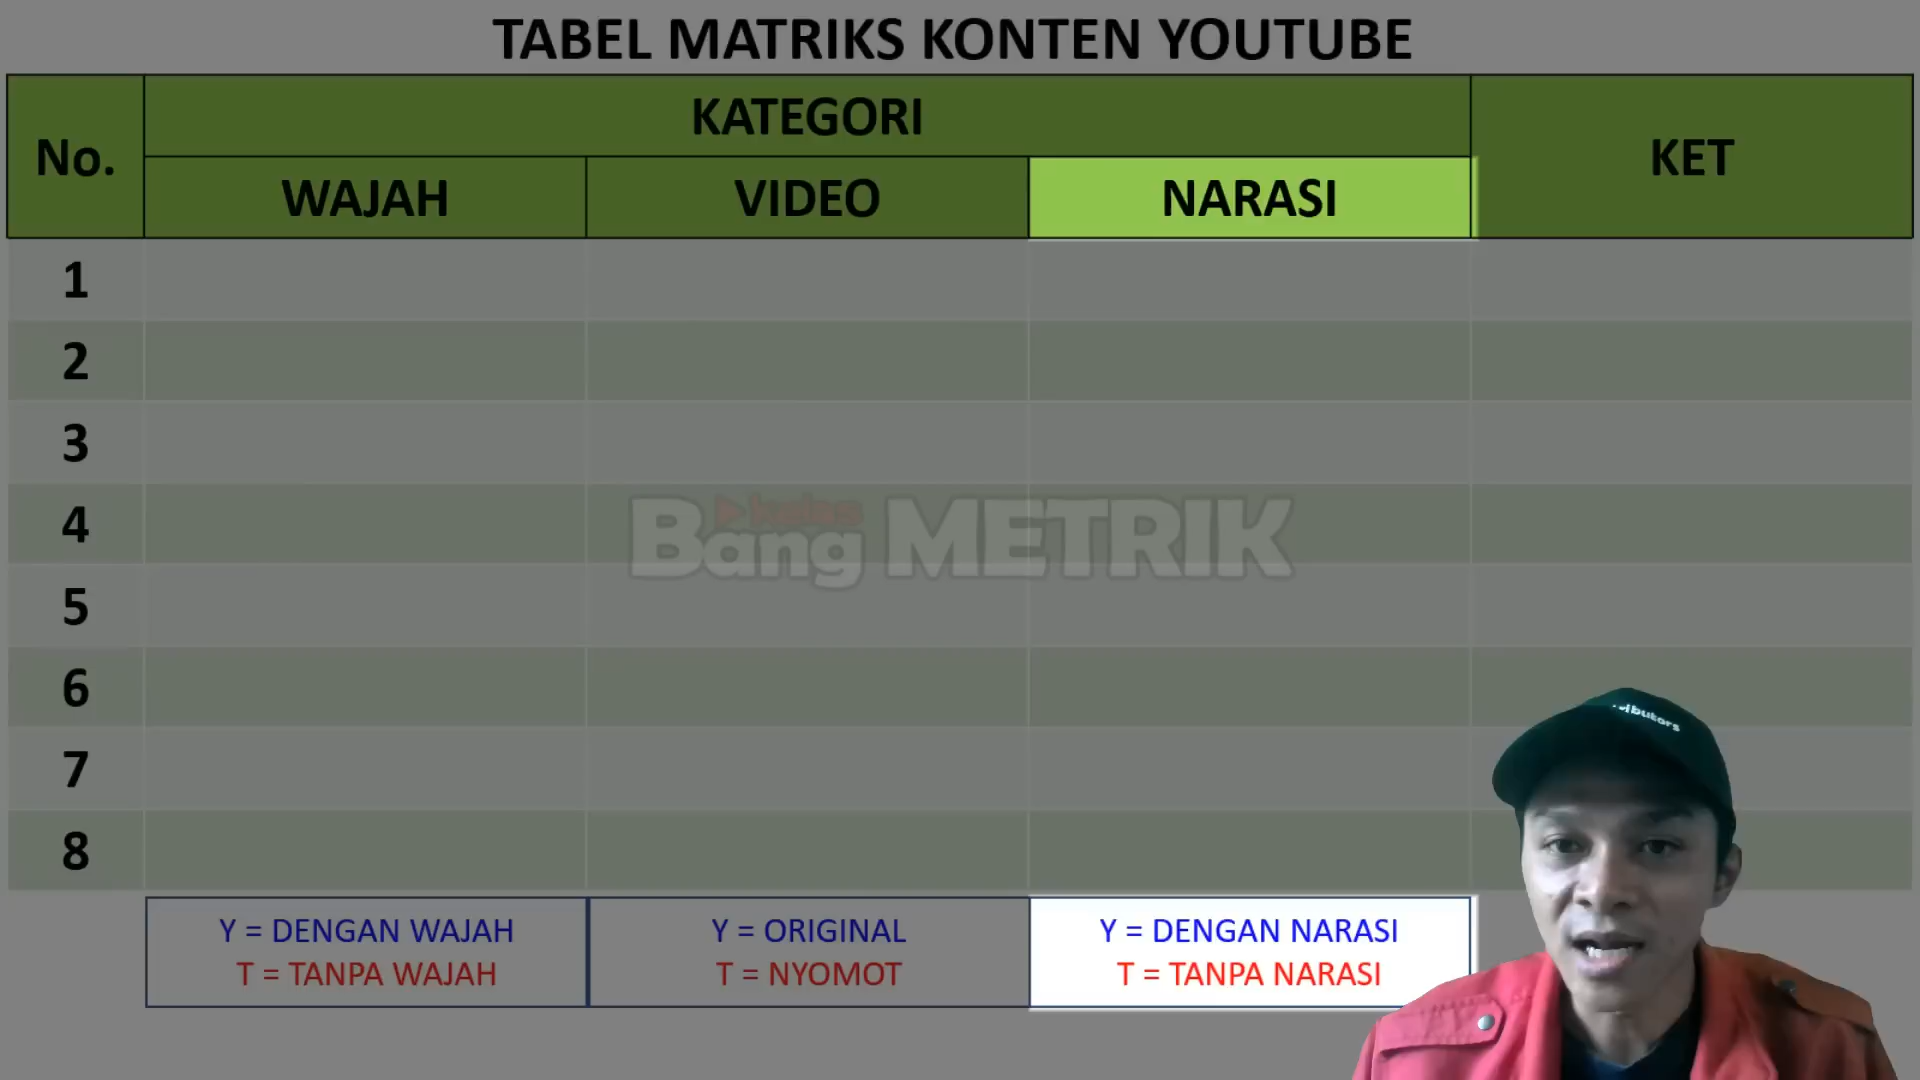 TABEL MATRIKS KONTEN YOUTUBE
No.
KATEGORI
KET
WAJAH
VIDEO
NARASI
1
2
3
4
5
6
7
8
kelas
Bang METRIK
Y = DENGAN WAJAH
T = TANPA WAJAH
Y = ORIGINAL
T = NYOMOT
Y = DENGAN NARASI
T = TANPA NARASI